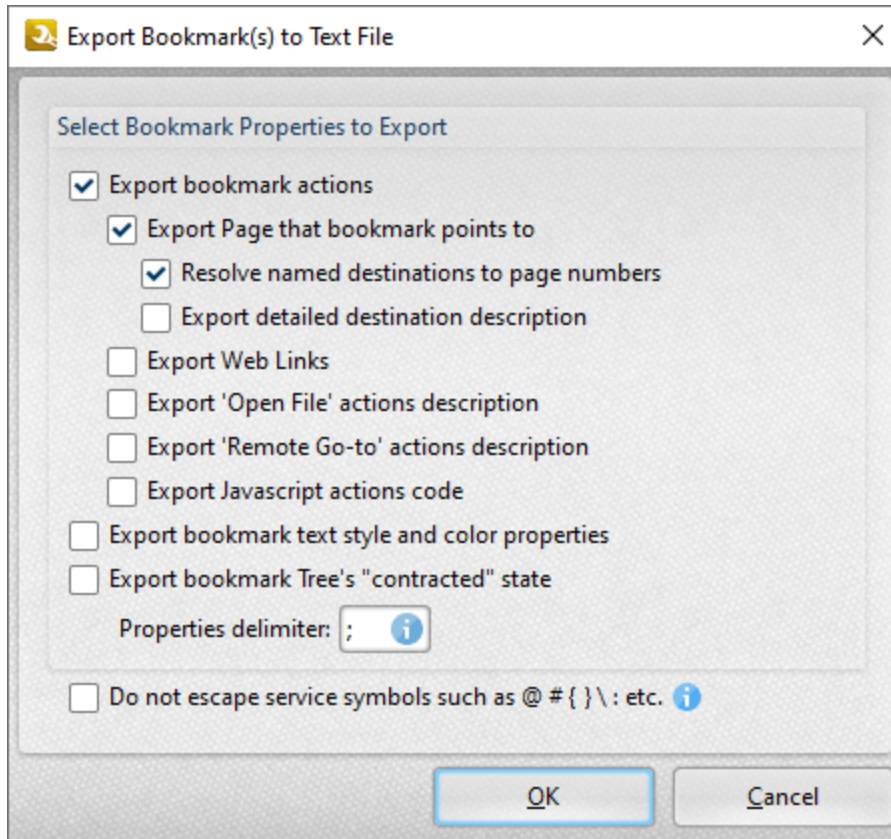 Export Bookmark(s) to Text File
Select Bookmark Properties to Export
Export bookmark actions
Export Page that bookmark points to
Resolve named destinations to page numbers
Export detailed destination description
Export Web Links
Export 'Open File' actions description
Export 'Remote Go-to' actions description
Export Javascript actions code
Export bookmark text style and color properties
Export bookmark Tree's "contracted" state
Properties delimiter: ;
Do not escape service symbols such as @ # { } \ : etc.
OK Cancel